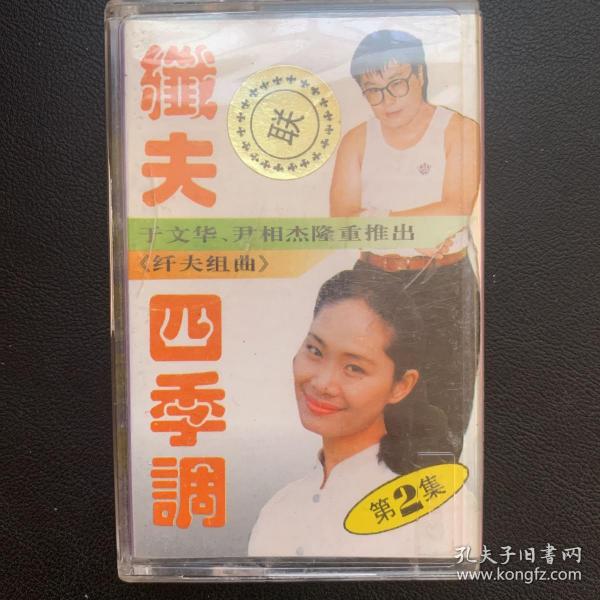 纖夫
四季調
联
于文华、尹相杰隆重推出
《纤夫组曲》
第2集
孔夫子旧書网
www.kongfz.com